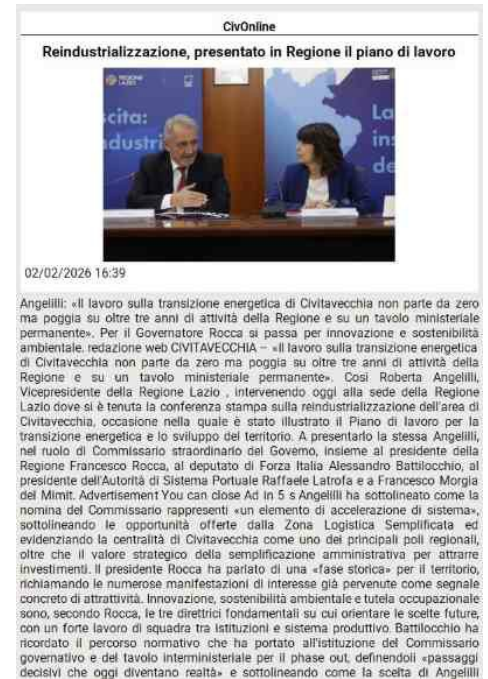 CivOnline
Reindustrializzazione, presentato in Regione il piano di lavoro
REGIONE
LAZIO
scita:
dustri
La
in
de
02/02/2026 16:39
Angelilli: «Il lavoro sulla transizione energetica di Civitavecchia non parte da zero
ma poggia su oltre tre anni di attività della Regione e su un tavolo ministeriale
permanente». Per il Governatore Rocca si passa per innovazione e sostenibilità
ambientale. redazione web CIVITAVECCHIA – «Il lavoro sulla transizione energetica
di Civitavecchia non parte da zero ma poggia su oltre tre anni di attività della
Regione e su un tavolo ministeriale permanente». Così Roberta Angelilli,
Vicepresidente della Regione Lazio , intervenendo oggi alla sede della Regione
Lazio dove si è tenuta la conferenza stampa sulla reindustrializzazione dell'area di
Civitavecchia, occasione nella quale è stato illustrato il Piano di lavoro per la
transizione energetica e lo sviluppo del territorio. A presentarlo la stessa Angelilli,
nel ruolo di Commissario straordinario del Governo, insieme al presidente della
Regione Francesco Rocca, al deputato di Forza Italia Alessandro Battilocchio, al
presidente dell'Autorità di Sistema Portuale Raffaele Latrofa e a Francesco Morgia
del Mimit. Advertisement You can close Ad in 5 s Angelilli ha sottolineato come la
nomina del Commissario rappresenti «un elemento di accelerazione di sistema»,
sottolineando le opportunità offerte dalla Zona Logistica Semplificata ed
evidenziando la centralità di Civitavecchia come uno dei principali poli regionali,
oltre che il valore strategico della semplificazione amministrativa per attrarre
investimenti. Il presidente Rocca ha parlato di una «fase storica» per il territorio,
richiamando le numerose manifestazioni di interesse già pervenute come segnale
concreto di attrattività. Innovazione, sostenibilità ambientale e tutela occupazionale
sono, secondo Rocca, le tre direttrici fondamentali su cui orientare le scelte future,
con un forte lavoro di squadra tra istituzioni e sistema produttivo. Battilocchio ha
ricordato il percorso normativo che ha portato all'istituzione del Commissario
governativo e del tavolo interministeriale per il phase out, definendoli «passaggi
decisivi che oggi diventano realtà» e sottolineando come la scelta di Angelilli